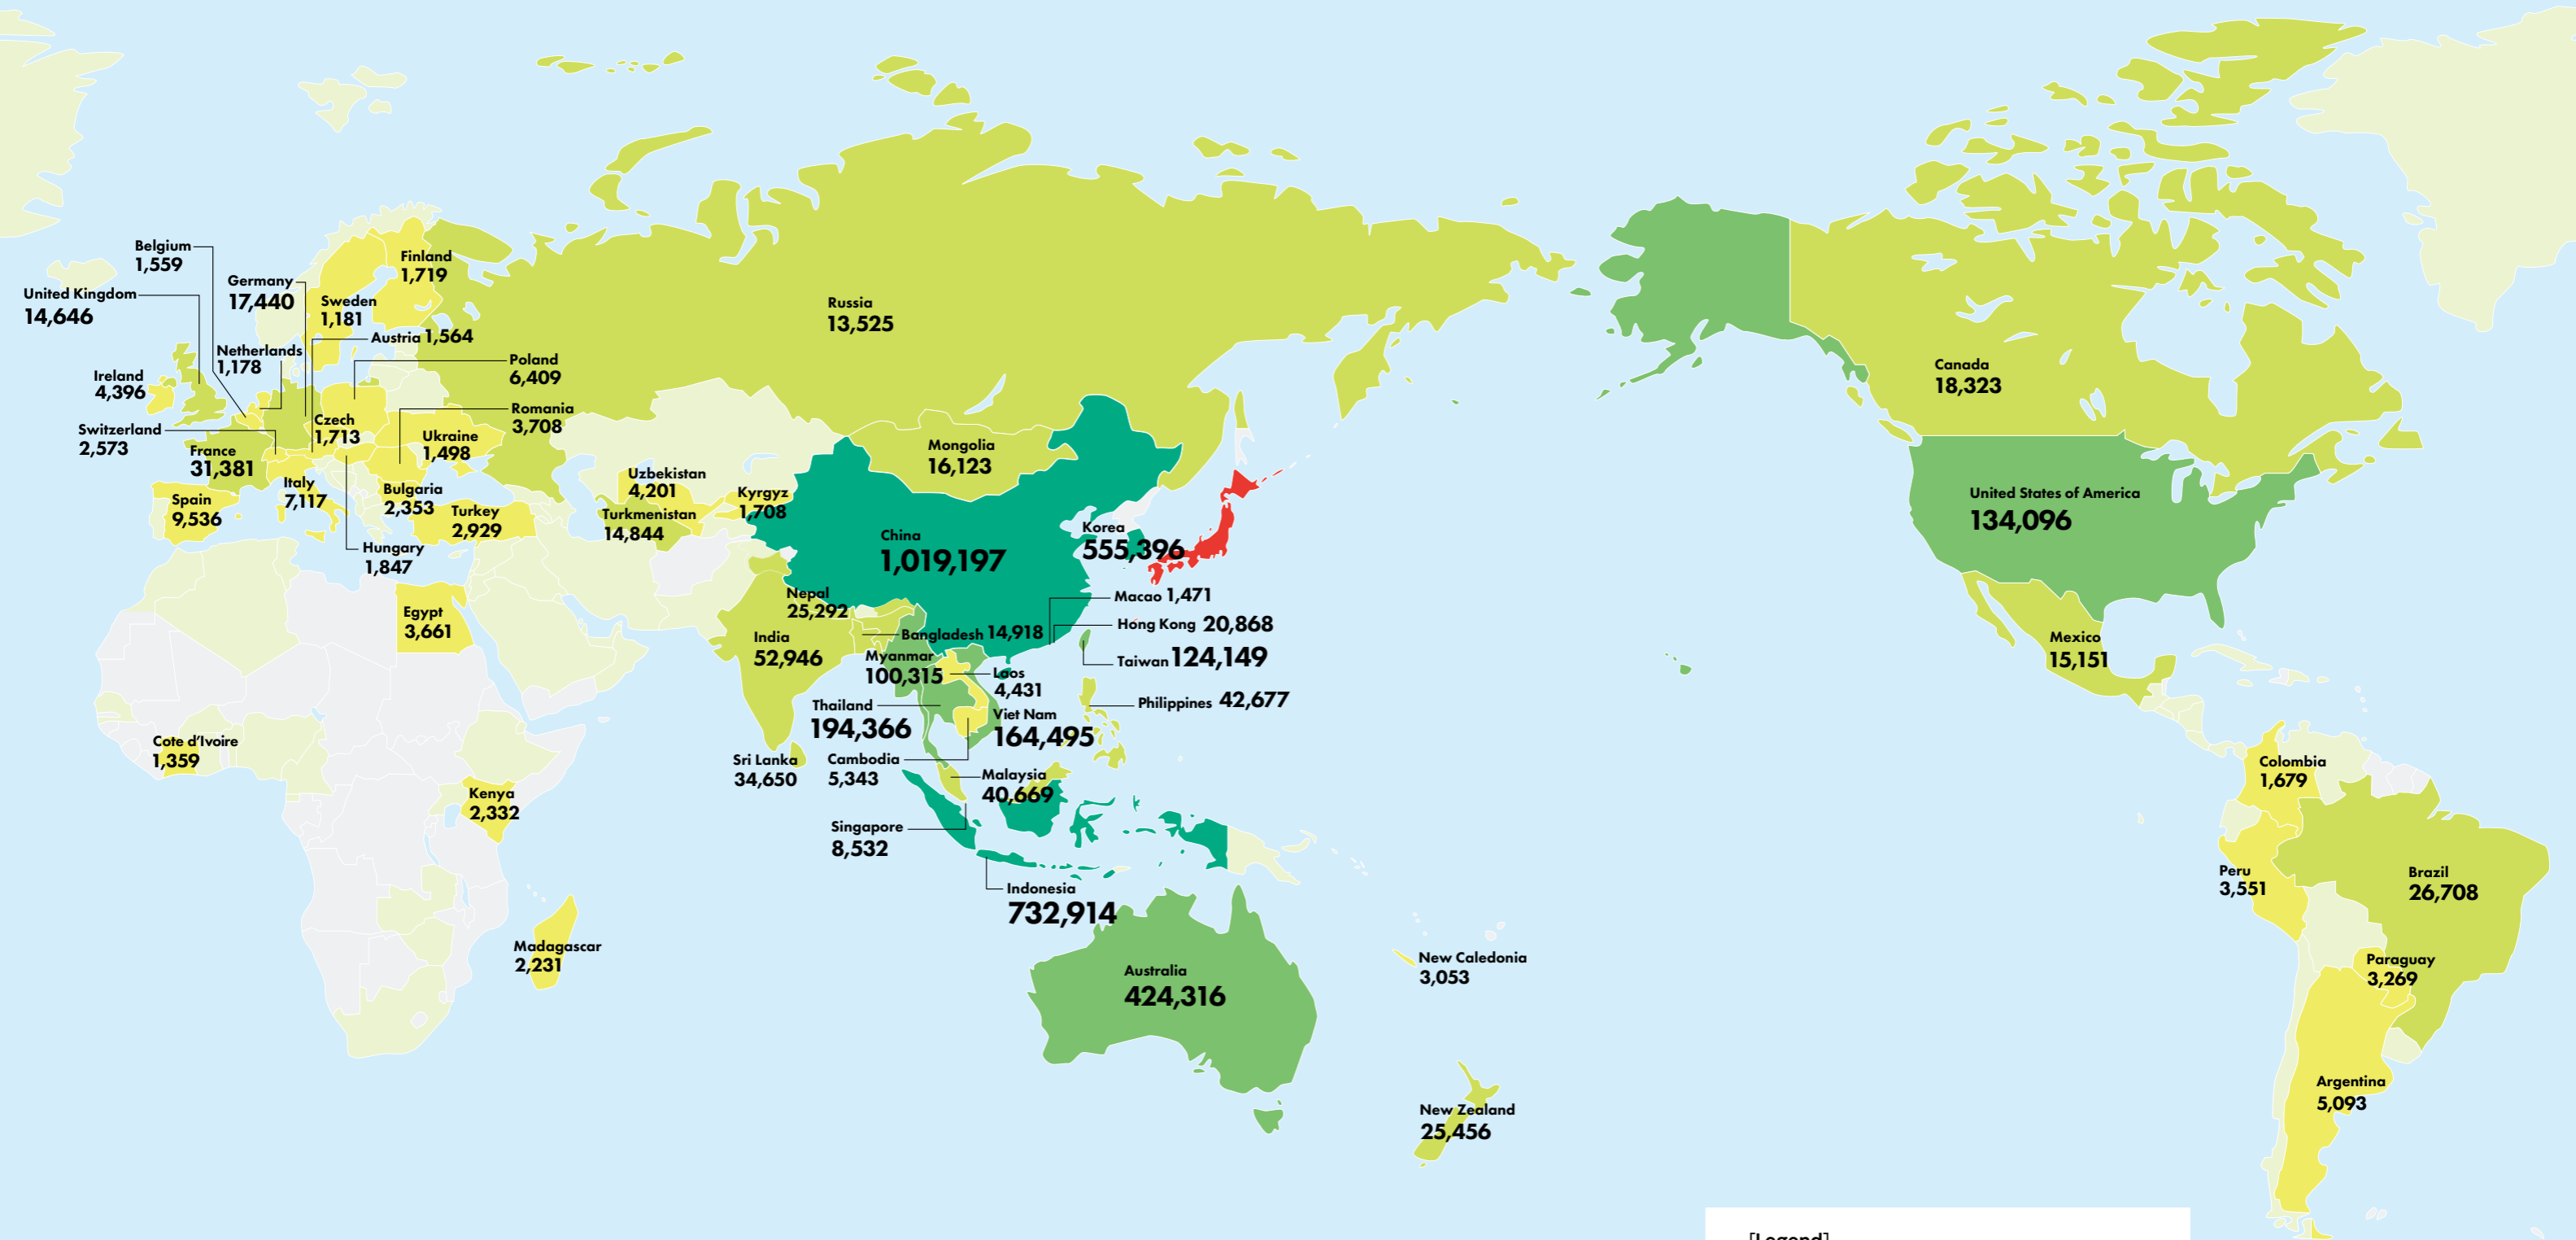 Belgium
1,559
Finland
1,719
Germany
17,440
United Kingdom
14,646
Sweden
1,181
Austria 1,564
Netherlands
1,178
Poland
6,409
Ireland
4,396
Romania
3,708
Czech
1,713
Switzerland
2,573
Ukraine
1,498
France
31,381
Italy
7,117
Bulgaria
2,353
Spain
9,536
Turkey
2,929
Hungary
1,847
Russia
13,525
Mongolia
16,123
Uzbekistan
4,201
Kyrgyz
1,708
Turkmenistan
14,844
China
1,019,197
Korea
555,396
Canada
18,323
United States of America
134,096
Mexico
15,151
Egypt
3,661
Nepal
25,292
Macao 1,471
Hong Kong 20,868
Bangladesh 14,918
India
52,946
Taiwan 124,149
Myanmar
100,315
Laos
4,431
Philippines 42,677
Thailand
194,366
Viet Nam
164,495
Cote d'Ivoire
1,359
Kenya
2,332
Sri Lanka
34,650
Cambodia
5,343
Malaysia
40,669
Singapore
8,532
Indonesia
732,914
Madagascar
2,231
Australia
424,316
New Caledonia
3,053
New Zealand
25,456
Colombia
1,679
Peru
3,551
Brazil
26,708
Paraguay
3,269
Argentina
5,093
[Legend]